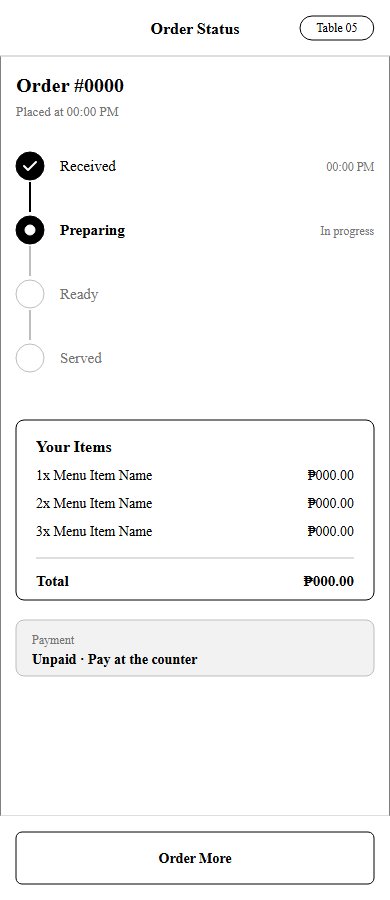 Order Status
Table 05
Order #0000
Placed at 00:00 PM
Received 00:00 PM
Preparing In progress
Ready
Served
Your Items
1x Menu Item Name ₱000.00
2x Menu Item Name ₱000.00
3x Menu Item Name ₱000.00
Total ₱000.00
Payment
Unpaid · Pay at the counter
Order More